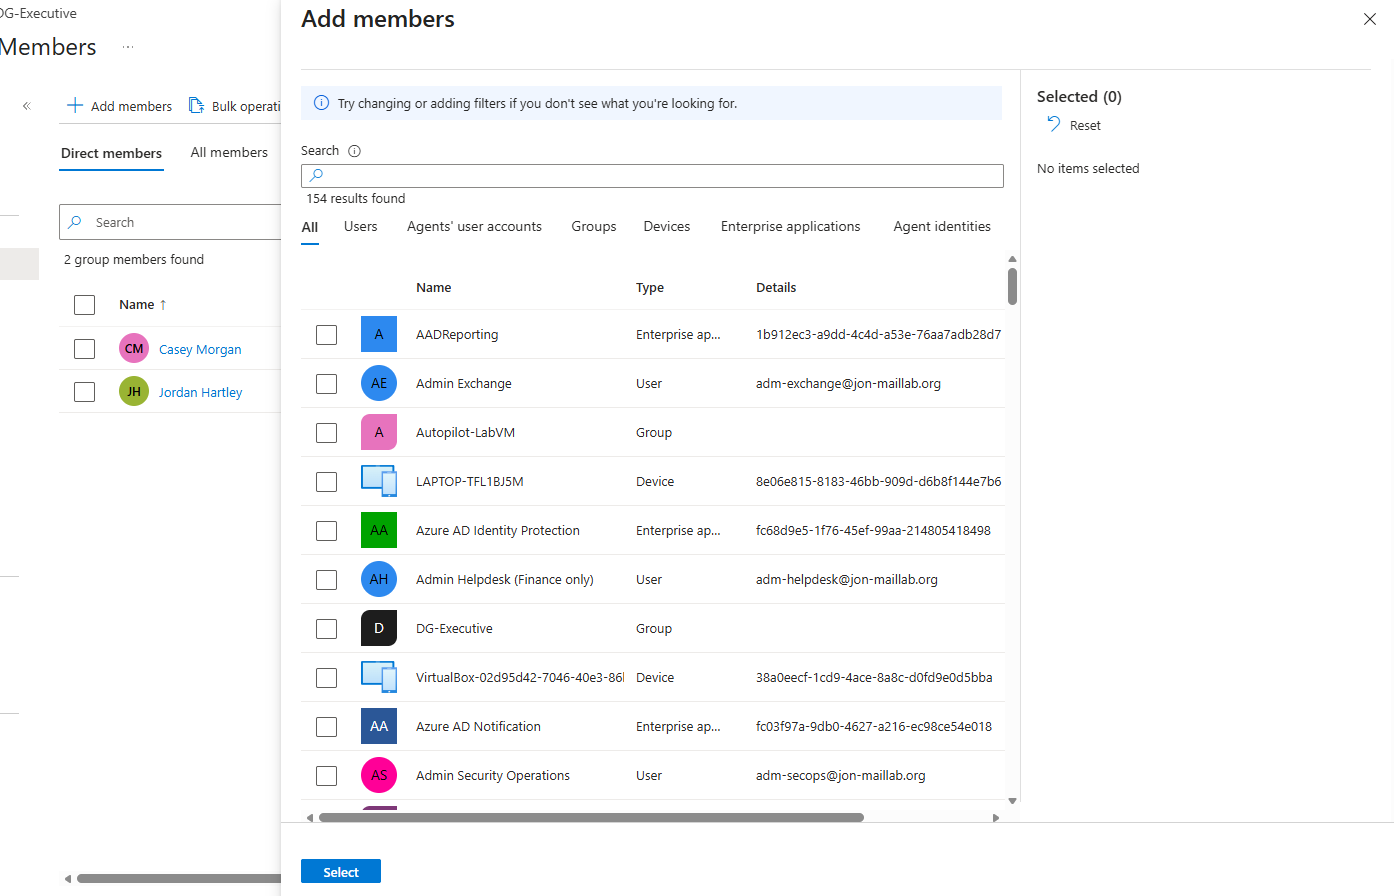 DG-Executive
Members ...
Add members Bulk operati
Direct members All members
Search
2 group members found
Name ↑
CM Casey Morgan
JH Jordan Hartley
Add members
Try changing or adding filters if you don't see what you're looking for.
Search
154 results found
All Users Agents' user accounts Groups Devices Enterprise applications Agent identities
Name Type Details
A AADReporting Enterprise ap... 1b912ec3-a9dd-4c4d-a53e-76aa7adb28d7
AE Admin Exchange User adm-exchange@jon-maillab.org
A Autopilot-LabVM Group
LAPTOP-TFL1BJ5M Device 8e06e815-8183-46bb-909d-d6b8f144e7b6
AA Azure AD Identity Protection Enterprise ap... fc68d9e5-1f76-45ef-99aa-214805418498
AH Admin Helpdesk (Finance only) User adm-helpdesk@jon-maillab.org
D DG-Executive Group
VirtualBox-02d95d42-7046-40e3-86 Device 38a0eecf-1cd9-4ace-8a8c-d0fd9e0d5bba
AA Azure AD Notification Enterprise ap... fc03f97a-9db0-4627-a216-ec98ce54e018
AS Admin Security Operations User adm-secops@jon-maillab.org
Select
Selected (0)
Reset
No items selected